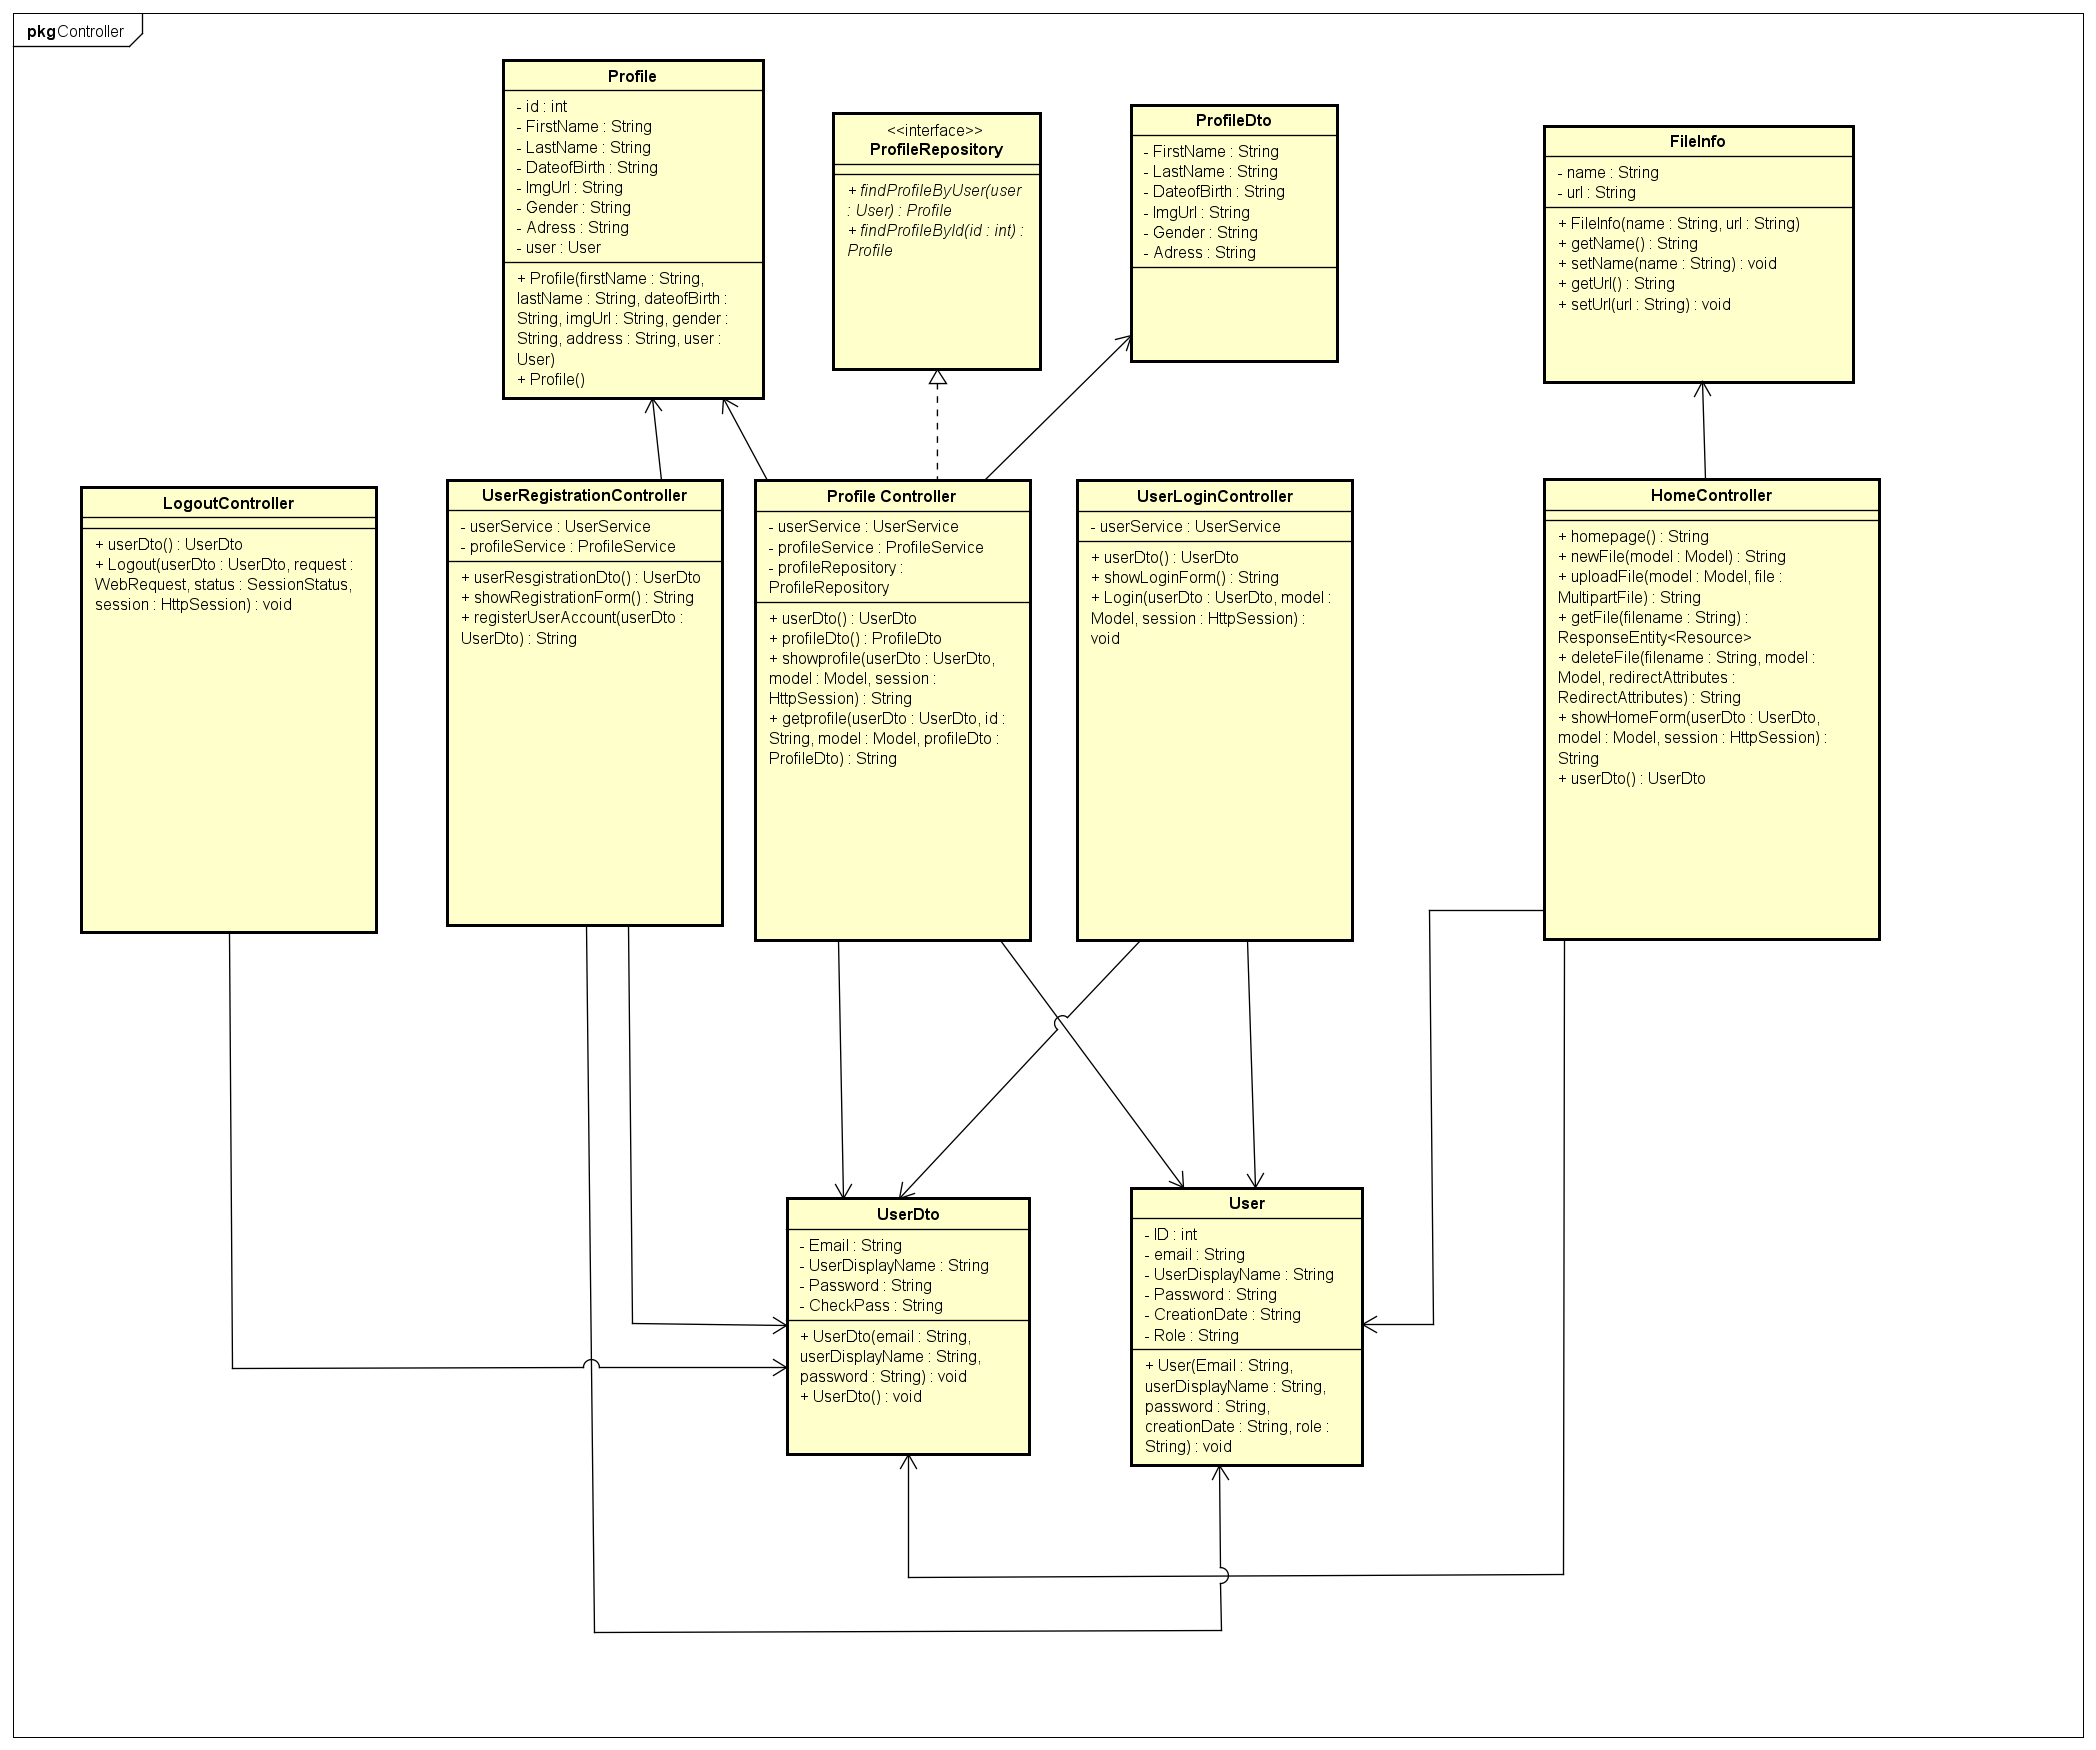 pkg Controller
Profile
- id : int
- FirstName : String
- LastName : String
- DateofBirth : String
- ImgUrl : String
- Gender : String
- Adress : String
- user : User
+ Profile(firstName : String,
lastName : String, dateofBirth :
String, imgUrl : String, gender :
String, address : String, user :
User)
+ Profile()
<<interface>>
ProfileRepository
+ findProfileByUser(user
: User) : Profile
+ findProfileById(id : int) :
Profile
ProfileDto
- FirstName : String
- LastName : String
- DateofBirth : String
- ImgUrl : String
- Gender : String
- Adress : String
FileInfo
- name : String
- url : String
+ FileInfo(name : String, url : String)
+ getName() : String
+ setName(name : String) : void
+ getUrl() : String
+ setUrl(url : String) : void
LogoutController
+ userDto() : UserDto
+ Logout(userDto : UserDto, request :
WebRequest, status : SessionStatus,
session : HttpSession) : void
UserRegistrationController
- userService : UserService
- profileService : ProfileService
+ userResgistrationDto() : UserDto
+ showRegistrationForm() : String
+ registerUserAccount(userDto :
UserDto) : String
Profile Controller
- userService : UserService
- profileService : ProfileService
- profileRepository :
ProfileRepository
+ userDto() : UserDto
+ profileDto() : ProfileDto
+ showprofile(userDto : UserDto,
model : Model, session :
HttpSession) : String
+ getprofile(userDto : UserDto, id :
String, model : Model, profileDto :
ProfileDto) : String
UserLoginController
- userService : UserService
+ userDto() : UserDto
+ showLoginForm() : String
+ Login(userDto : UserDto, model :
Model, session : HttpSession) :
void
HomeController
+ homepage() : String
+ newFile(model : Model) : String
+ uploadFile(model : Model, file :
MultipartFile) : String
+ getFile(filename : String) :
ResponseEntity<Resource>
+ deleteFile(filename : String, model :
Model, redirectAttributes :
RedirectAttributes) : String
+ showHomeForm(userDto : UserDto,
model : Model, session : HttpSession) :
String
+ userDto() : UserDto
UserDto
- Email : String
- UserDisplayName : String
- Password : String
- CheckPass : String
+ UserDto(email : String,
userDisplayName : String,
password : String) : void
+ UserDto() : void
User
- ID : int
- email : String
- UserDisplayName : String
- Password : String
- CreationDate : String
- Role : String
+ User(Email : String,
userDisplayName : String,
password : String,
creationDate : String, role :
String) : void